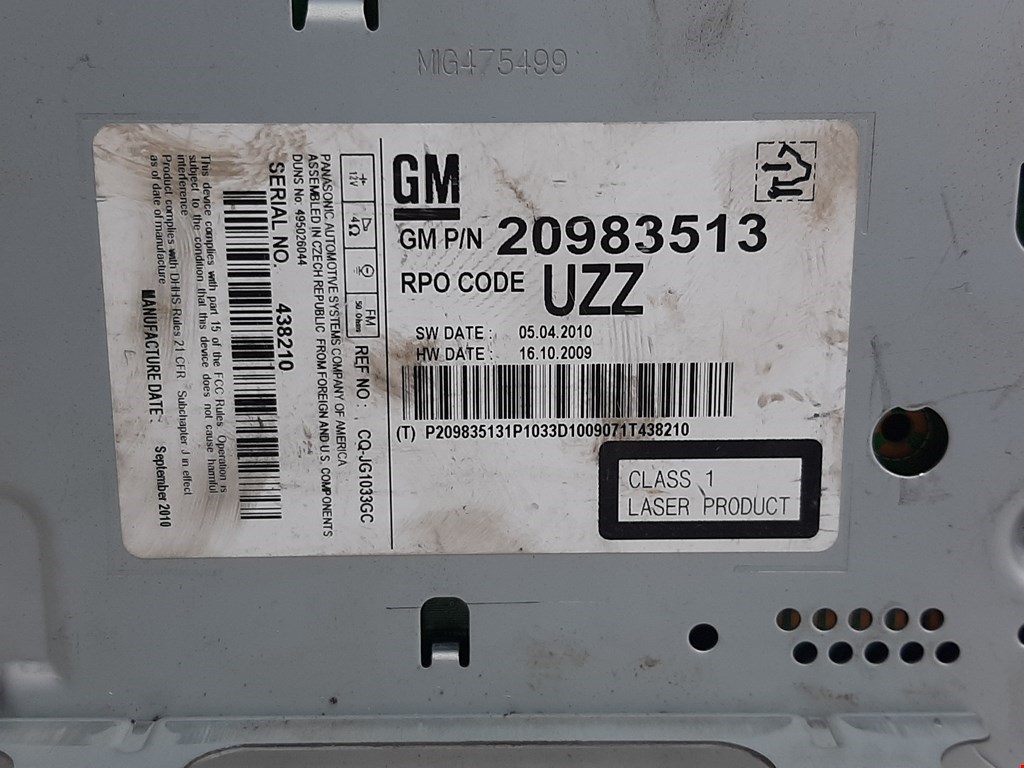 MIG475499
GM
GM P/N 20983513
RPO CODE UZZ
SW DATE : 05.04.2010
HW DATE : 16.10.2009
(T) P209835131P1033D1009071T438210
CLASS 1
LASER PRODUCT
+ 12V 4Ω FM 50 Ohm
REF NO : CQ-JG1033GC
PANASONIC AUTOMOTIVE SYSTEMS COMPANY OF AMERICA
ASSEMBLED IN CZECH REPUBLIC FROM FOREIGN AND U.S. COMPONENTS
DUNS No 495026044
SERIAL NO. 438210
This device complies with part 15 of the FCC Rules. Operation is
subject to the condition that this device does not cause harmful
interference
Product complies with DHHS Rules 21 CFR Subchapter J in effect
as of date of manufacture
MANUFACTURE DATE : September 2010